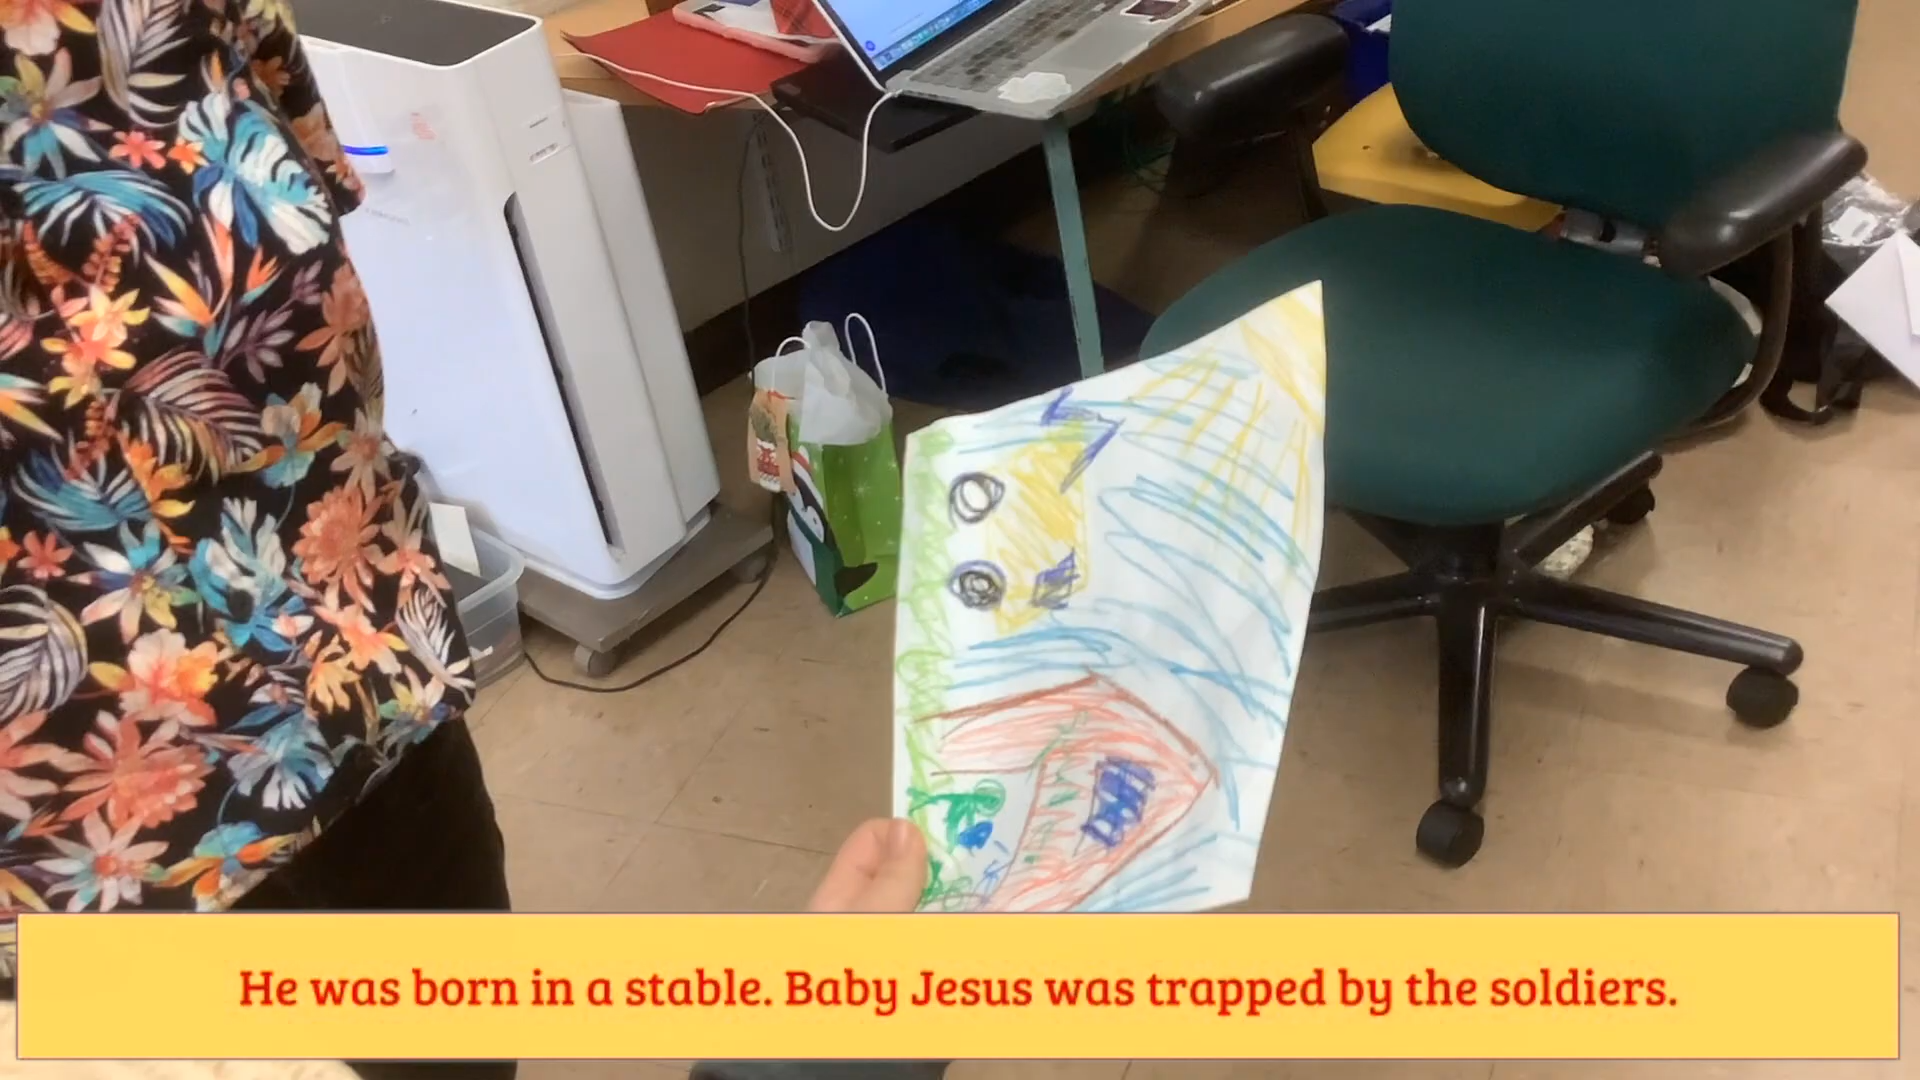 He was born in a stable. Baby Jesus was trapped by the soldiers.